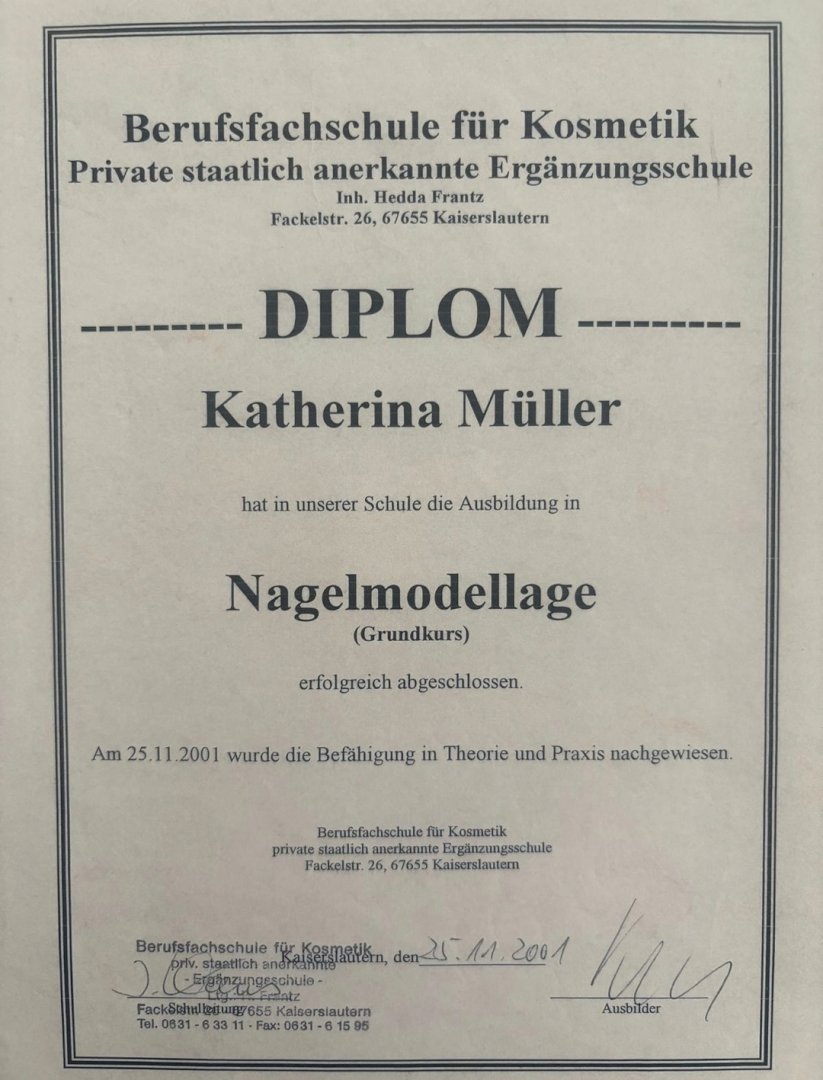 Berufsfachschule für Kosmetik
Private staatlich anerkannte Ergänzungsschule
Inh. Hedda Frantz
Fackelstr. 26, 67655 Kaiserslautern
--------- DIPLOM ---------
Katherina Müller
hat in unserer Schule die Ausbildung in
Nagelmodellage
(Grundkurs)
erfolgreich abgeschlossen.
Am 25.11.2001 wurde die Befähigung in Theorie und Praxis nachgewiesen.
Berufsfachschule für Kosmetik
private staatlich anerkannte Ergänzungsschule
Fackelstr. 26, 67655 Kaiserslautern
Kaiserslautern, den 25.11.2001
Berufsfachschule für Kosmetik
priv. staatlich anerkannte
- Ergänzungsschule -
Frantz
Fackelstr. 26 - 67655 Kaiserslautern
Tel. 0631 - 6 33 11 - Fax: 0631 - 6 15 95
Schulleitung
Ausbilder